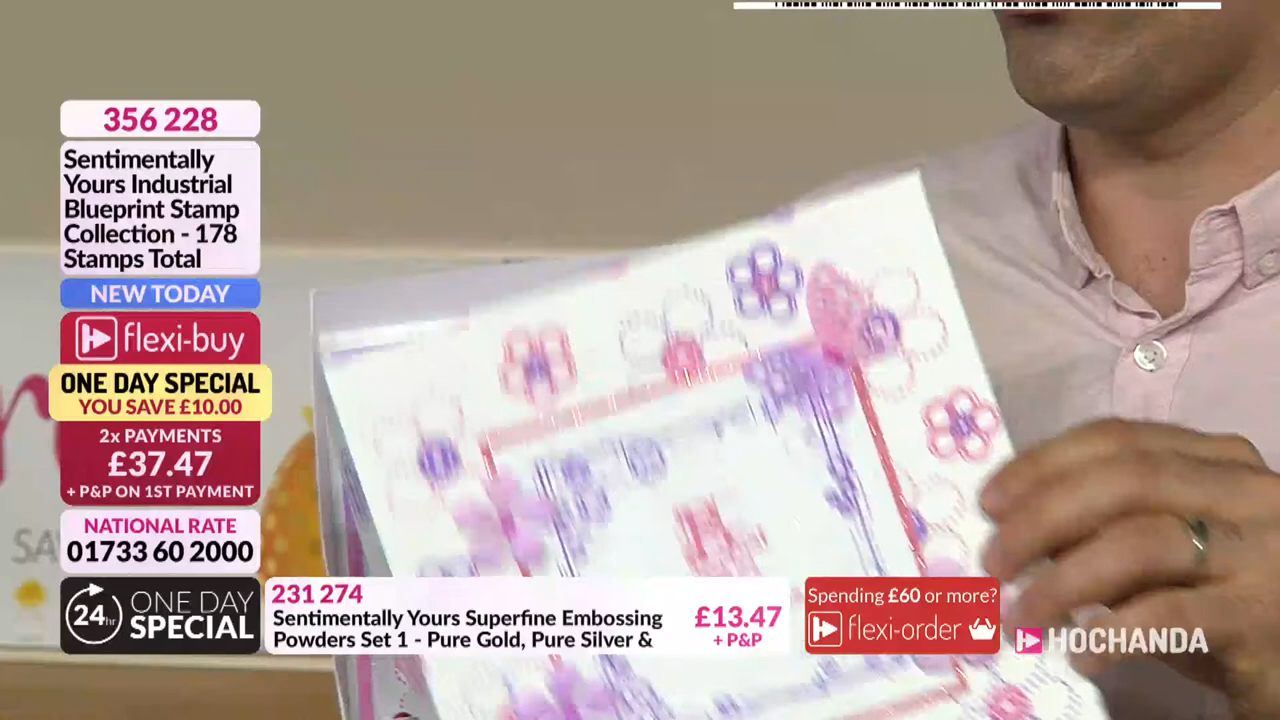 356 228
Sentimentally
Yours Industrial
Blueprint Stamp
Collection - 178
Stamps Total
NEW TODAY
flexi-buy
ONE DAY SPECIAL
YOU SAVE £10.00
2x PAYMENTS
£37.47
+ P&P ON 1ST PAYMENT
NATIONAL RATE
01733 60 2000
24hr
ONE DAY
SPECIAL
231 274
Sentimentally Yours Superfine Embossing
Powders Set 1 - Pure Gold, Pure Silver &
£13.47
+ P&P
Spending £60 or more?
flexi-order
HOCHANDA
SA